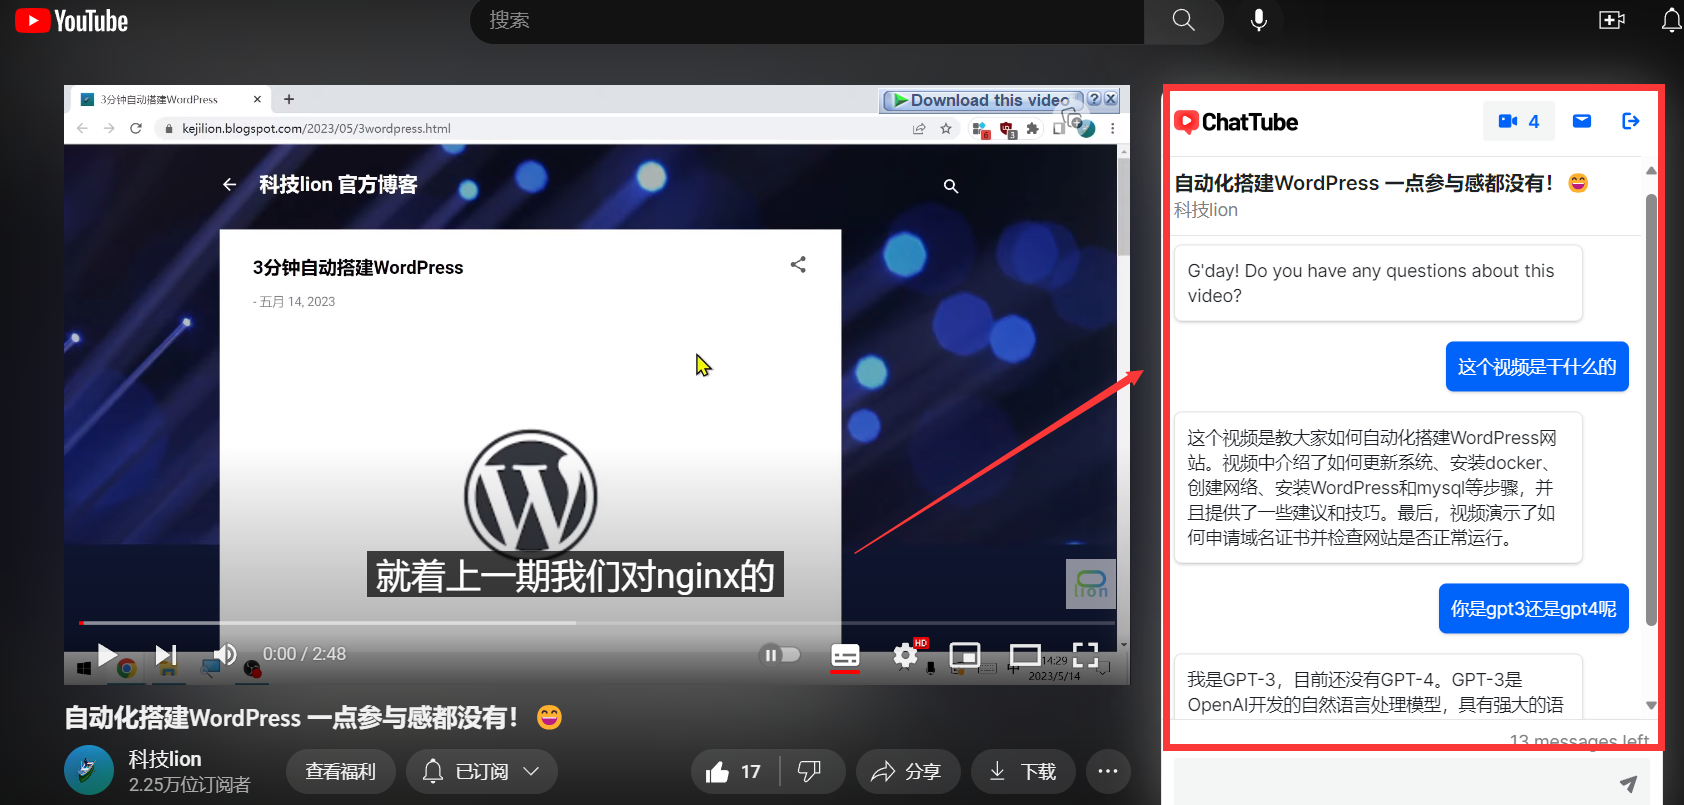 YouTube
搜索
3分钟自动搭建WordPress
Download this video
kejilion.blogspot.com/2023/05/3wordpress.html
6
3
科技lion 官方博客
3分钟自动搭建WordPress
- 五月 14, 2023
就着上一期我们对nginx的
lion
0:00 / 2:48
HD
中
14:29
2023/5/14
自动化搭建WordPress 一点参与感都没有！😄
科技lion
2.25万位订阅者
查看福利
已订阅
17
分享
下载
ChatTube
4
自动化搭建WordPress 一点参与感都没有！😄
科技lion
G'day! Do you have any questions about this
video?
这个视频是干什么的
这个视频是教大家如何自动化搭建WordPress网
站。视频中介绍了如何更新系统、安装docker、
创建网络、安装WordPress和mysql等步骤，并
且提供了一些建议和技巧。最后，视频演示了如
何申请域名证书并检查网站是否正常运行。
你是gpt3还是gpt4呢
我是GPT-3，目前还没有GPT-4。GPT-3是
OpenAI开发的自然语言处理模型，具有强大的语
13 messages left